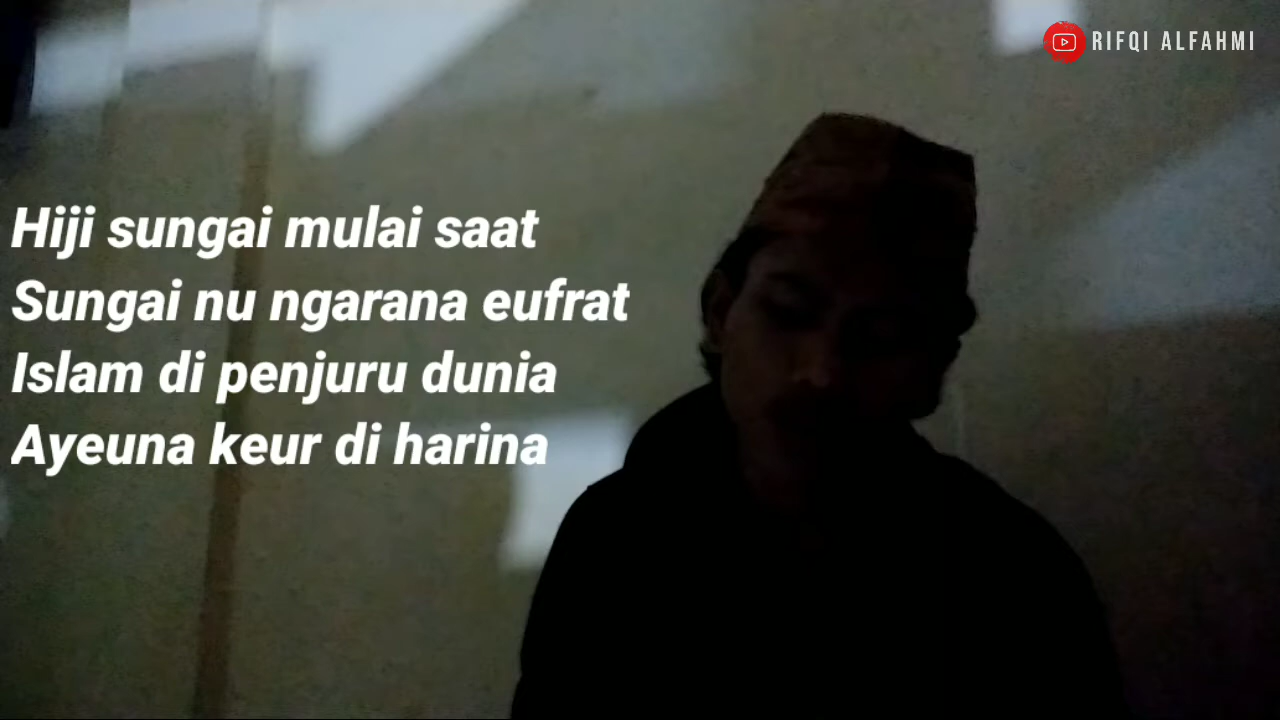 RIFQI ALFAHMI
Hiji sungai mulai saat
Sungai nu ngarana eufrat
Islam di penjuru dunia
Ayeuna keur di harina